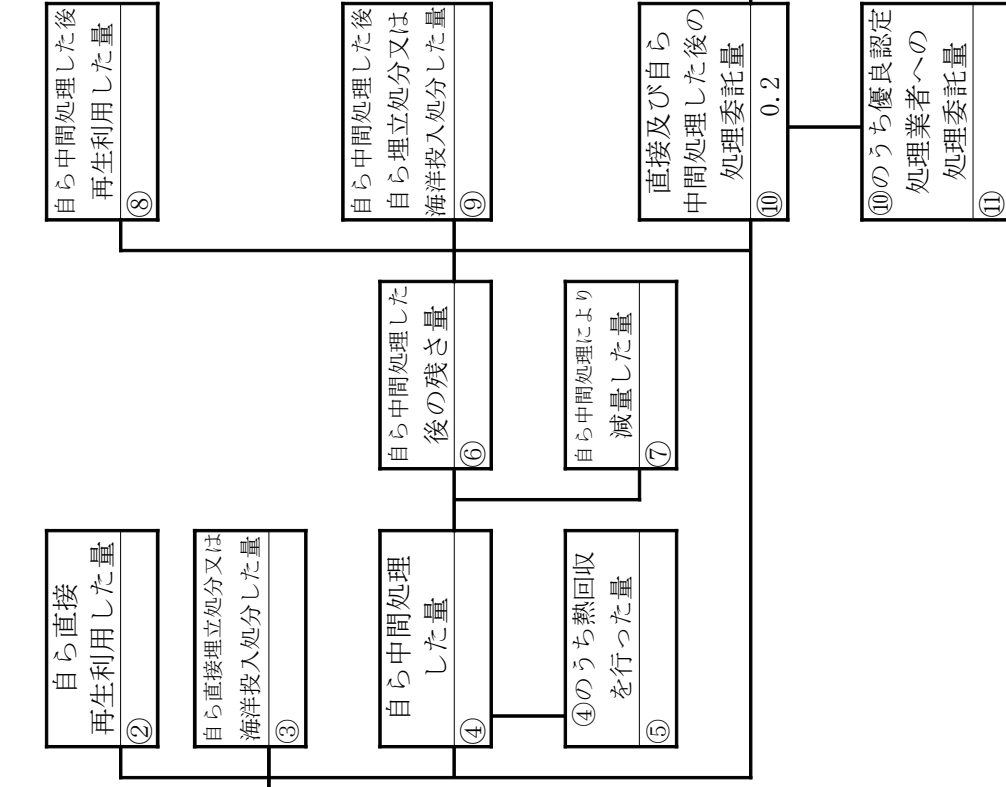 自ら直接
再生利用した量
②
自ら直接埋立処分又は
海洋投入処分した量
③
自ら中間処理
した量
④
④のうち熱回収
を行った量
⑤
自ら中間処理した
後の残さ量
⑥
自ら中間処理により
減量した量
⑦
自ら中間処理した後
再生利用した量
⑧
自ら中間処理した後
自ら埋立処分又は
海洋投入処分した量
⑨
直接及び自ら
中間処理した後の
処理委託量
⑩ 0.2
⑩のうち優良認定
処理業者への
処理委託量
⑪